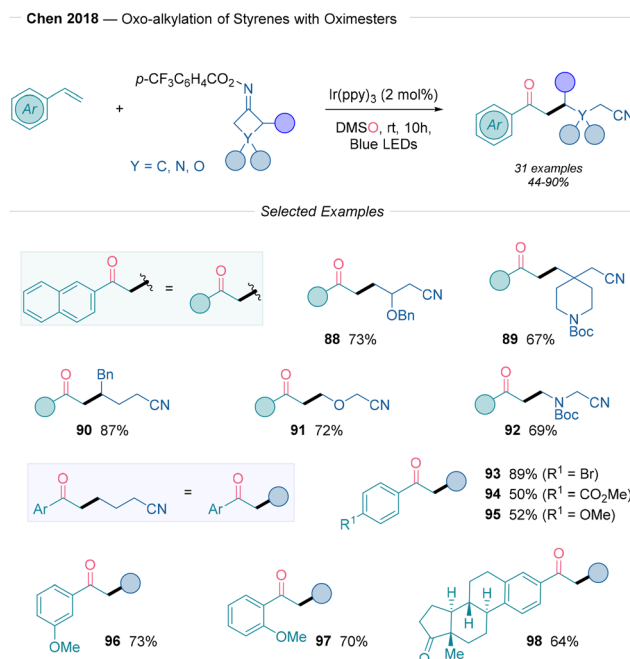 Chen 2018 — Oxo-alkylation of Styrenes with Oximesters
p-CF3C6H4CO2 N
Ar
+
Y
Y = C, N, O
Ir(ppy)3 (2 mol%)
DMSO, rt, 10h,
Blue LEDs
O
Ar
Y
CN
31 examples
44-90%
Selected Examples
O
=
O
O
CN
OBn
88 73%
O
CN
N
Boc
89 67%
O
Bn
CN
90 87%
O
O
CN
91 72%
O
N
CN
Boc
92 69%
O
Ar
CN
=
O
Ar
O
R1
93 89% (R1 = Br)
94 50% (R1 = CO2Me)
95 52% (R1 = OMe)
O
OMe
96 73%
O
OMe
97 70%
O
H
H
H
O
Me
98 64%